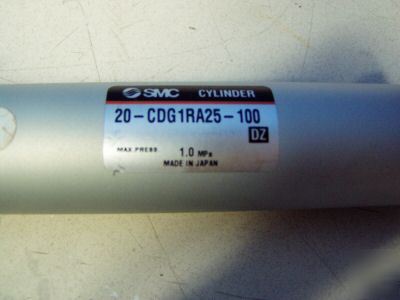 SMC CYLINDER
20-CDG1RA25-100
DZ
MAX.PRESS 1.0 MPa
MADE IN JAPAN